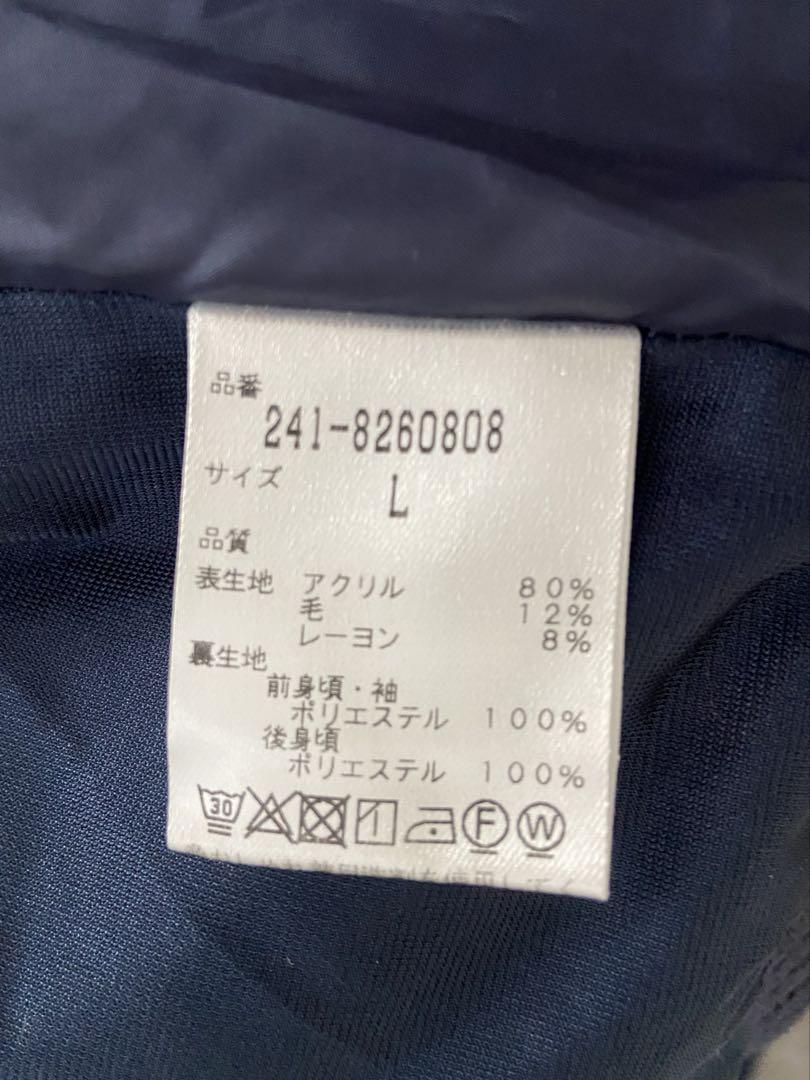 品番
241-8260808
サイズ
L
品質
表生地 アクリル 80%
毛 12%
レーヨン 8%
裏生地
前身頃・袖
ポリエステル 100%
後身頃
ポリエステル 100%
30 F W